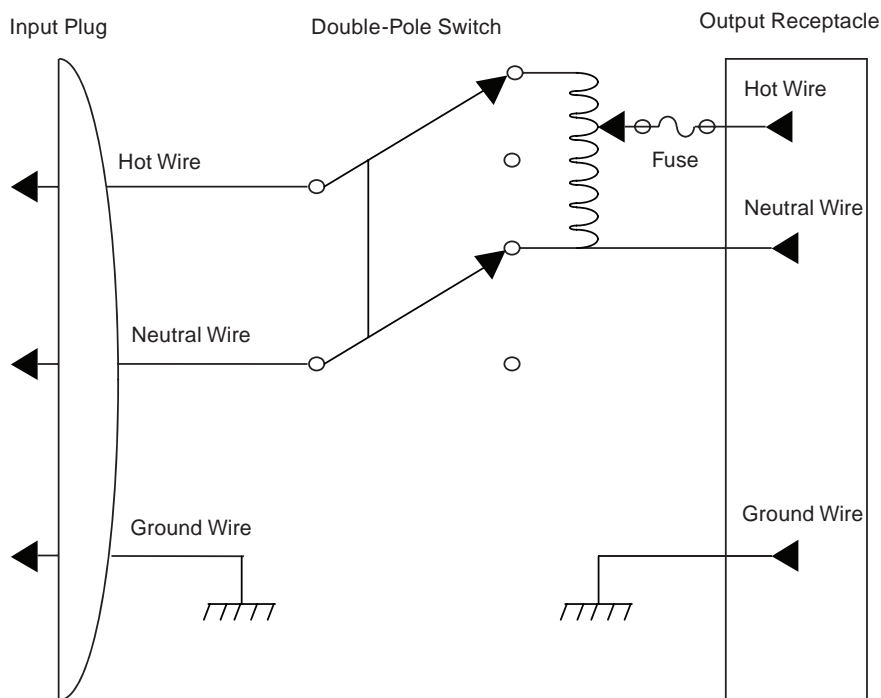 Input Plug
Double-Pole Switch
Output Receptacle
Hot Wire
Hot Wire
Fuse
Neutral Wire
Neutral Wire
Ground Wire
Ground Wire